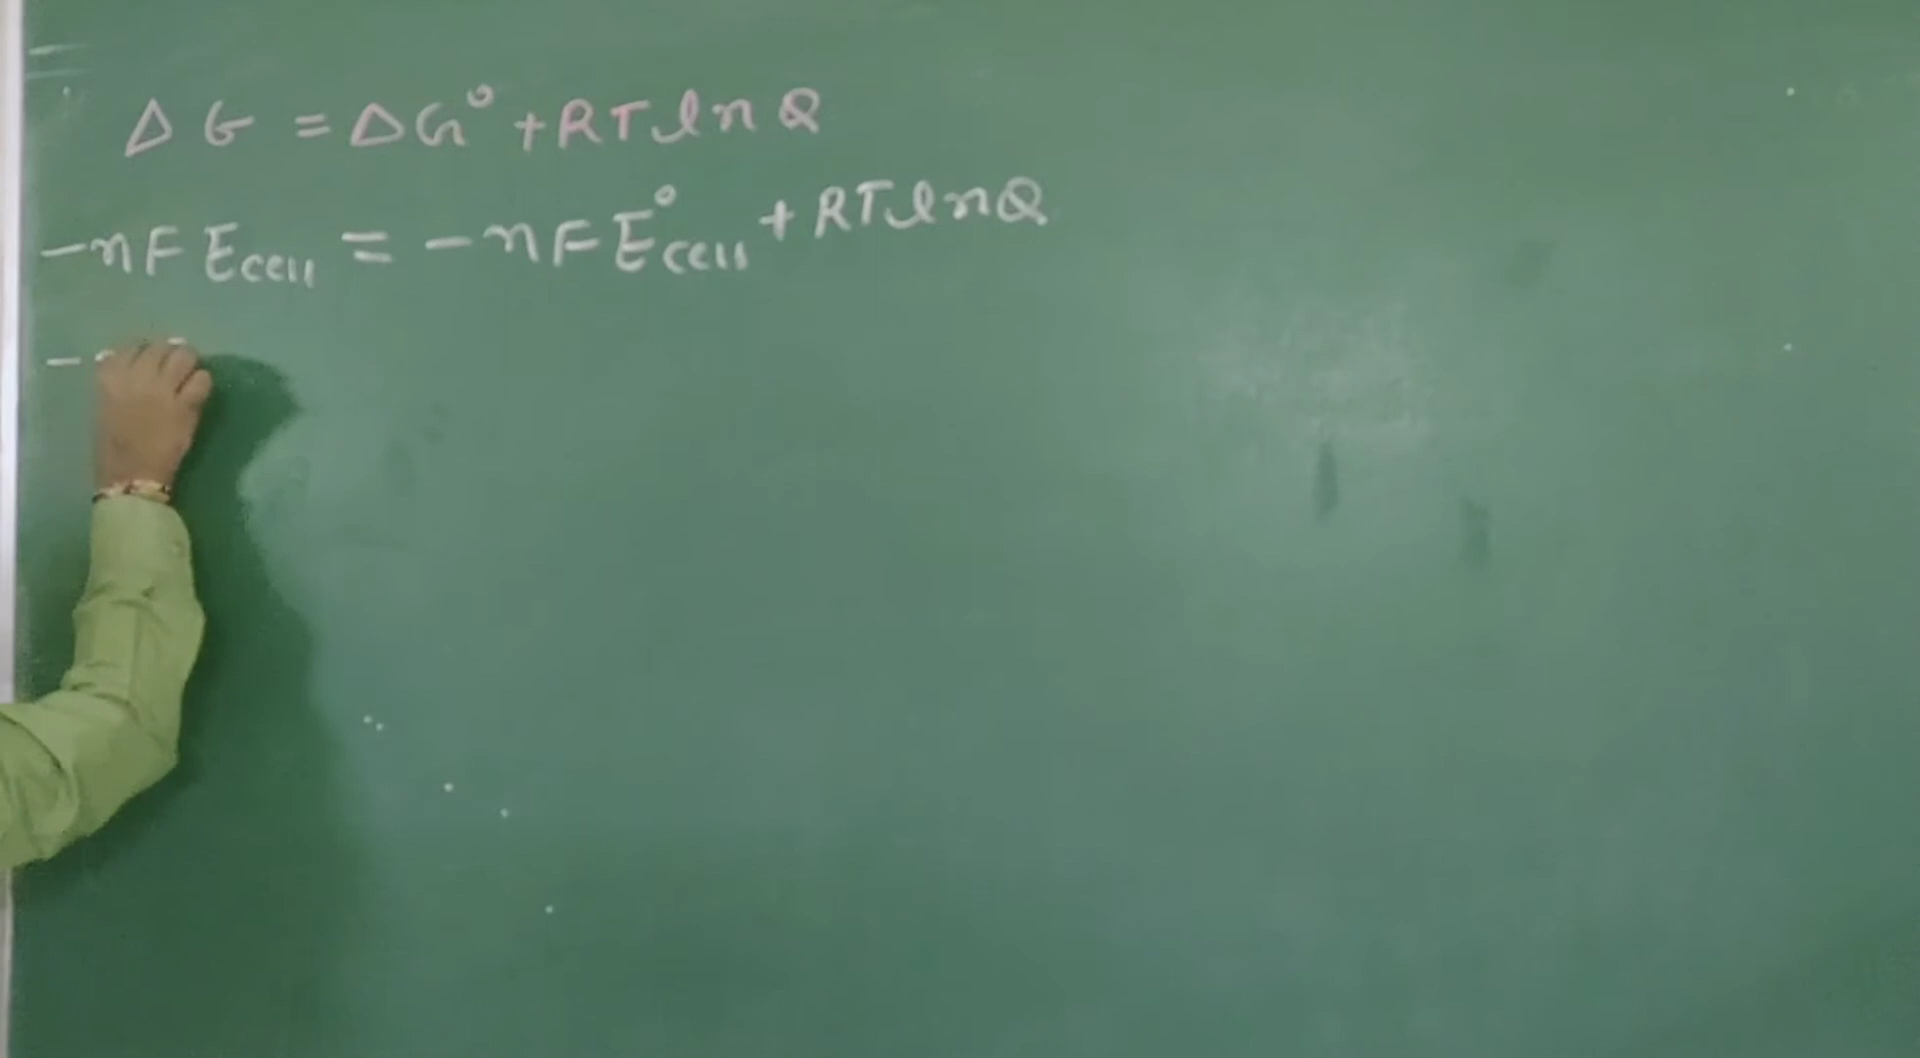 ΔG = ΔG° + RT ln Q
-nF Ecell = -nF E°cell + RT ln Q
-